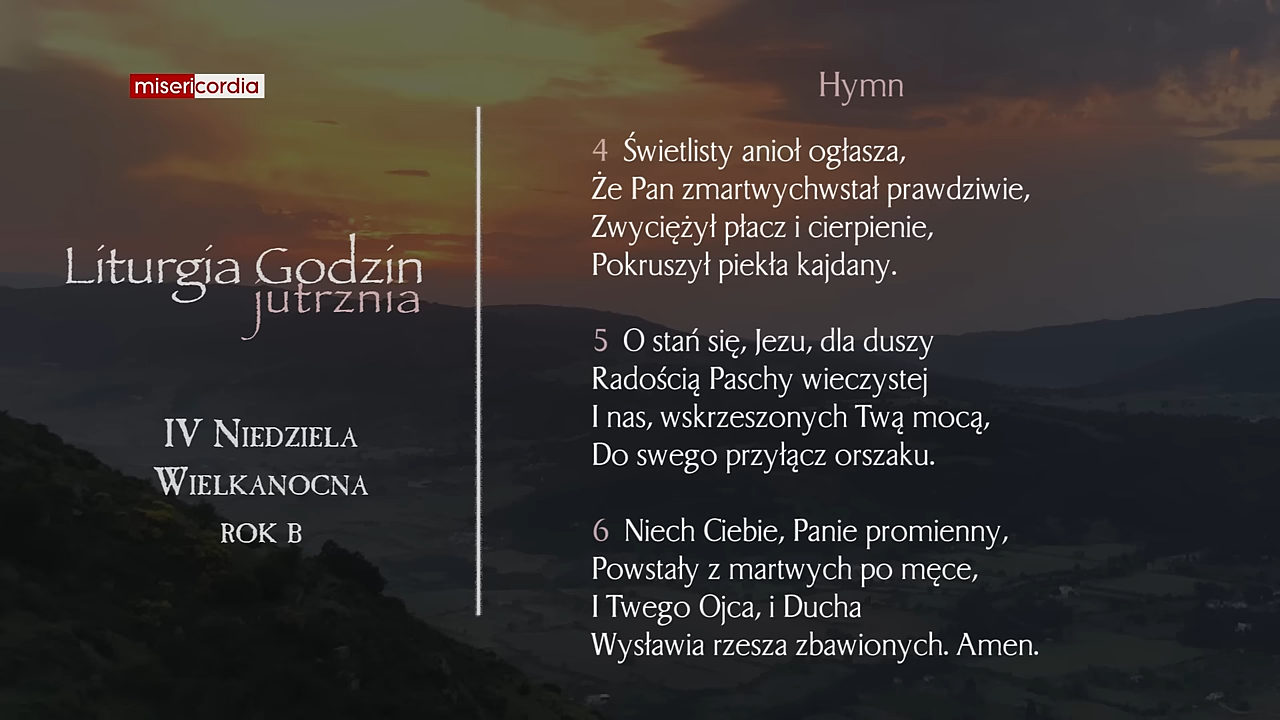 misericordia
Liturgia Godzin
jutrznia
IV Niedziela
Wielkanocna
rok B
Hymn
4 Świetlisty anioł ogłasza,
Że Pan zmartwychwstał prawdziwie,
Zwyciężył płacz i cierpienie,
Pokruszył piekła kajdany.
5 O stań się, Jezu, dla duszy
Radością Paschy wieczystej
I nas, wskrzeszonych Twą mocą,
Do swego przyłącz orszaku.
6 Niech Ciebie, Panie promienny,
Powstały z martwych po męce,
I Twego Ojca, i Ducha
Wysławia rzesza zbawionych. Amen.